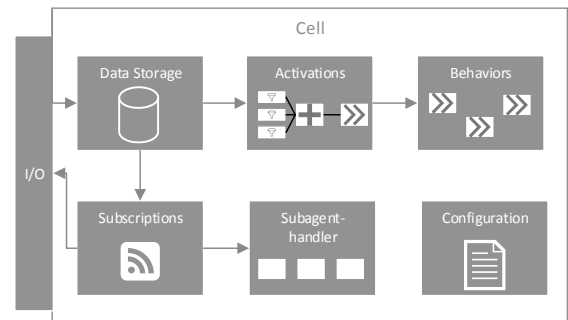 Cell
Data Storage
Activations
Behaviors
I/O
Subscriptions
Subagent-
handler
Configuration